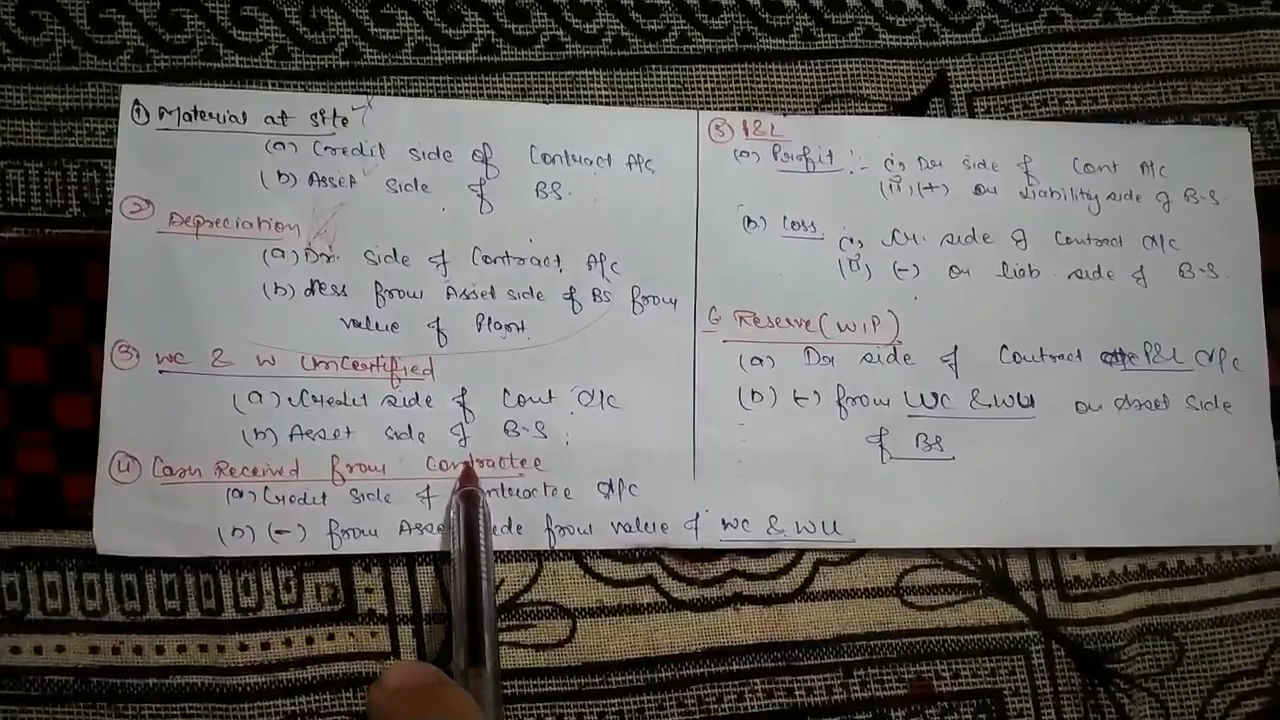 ① Material at site
(a) Credit side of Contract A/c
(b) Asset side of BS.
② Depreciation
(a) Dr. side of Contract A/c
(b) Less from Asset side of BS from
value of Plant.
③ WC & W Uncertified
(a) Credit side of Cont A/c
(b) Asset side of B-S.
④ Cash Received from Contractee
(a) Credit side of Contractee A/c
(b) (-) from Asset side from value of WC & WU
⑤ P&L
(a) Profit :- (i) Dr side of Cont A/c
(ii) (+) on Liability side of B-S.
(b) Loss (i) Cr. side of Contract A/c
(ii) (-) on liab. side of B-S.
6. Reserve (WIP)
(a) Dr side of Contract P&L A/c
(b) (-) from WC & WU on Asset side
of BS